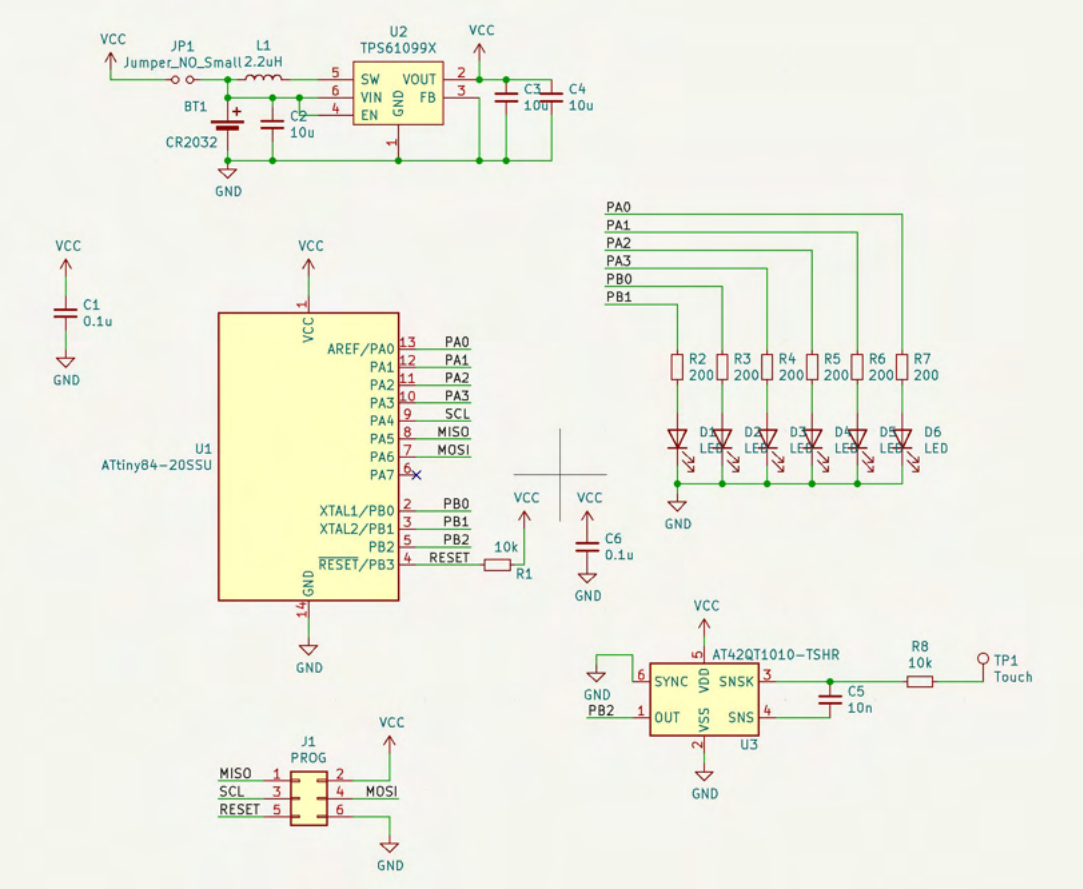 VCC
JP1
Jumper_NO_Small
L1
2.2uH
U2
TPS61099X
VCC
5 SW VOUT 2
6 VIN FB 3
4 EN
GND
1
BT1
CR2032
C2
10u
C3
10u
C4
10u
GND
PA0
PA1
PA2
PA3
PB0
PB1
R2
200
R3
200
R4
200
R5
200
R6
200
R7
200
D1
LED
D2
LED
D3
LED
D4
LED
D5
LED
D6
LED
GND
VCC
C1
0.1u
GND
VCC
1
VCC
U1
ATtiny84-20SSU
AREF/PA0 13 PA0
PA1 12 PA1
PA2 11 PA2
PA3 10 PA3
PA4 9 SCL
PA5 8 MISO
PA6 7 MOSI
PA7 6
XTAL1/PB0 2 PB0
XTAL2/PB1 3 PB1
PB2 5 PB2
RESET/PB3 4 RESET
GND
14
GND
10k
R1
VCC
VCC
C6
0.1u
GND
VCC
AT42QT1010-TSHR
5
VDD
6 SYNC SNSK 3
1 OUT SNS 4
VSS
2
U3
GND
PB2
GND
C5
10n
R8
10k
TP1
Touch
J1
PROG
VCC
MISO 1 2
SCL 3 4 MOSI
RESET 5 6
GND